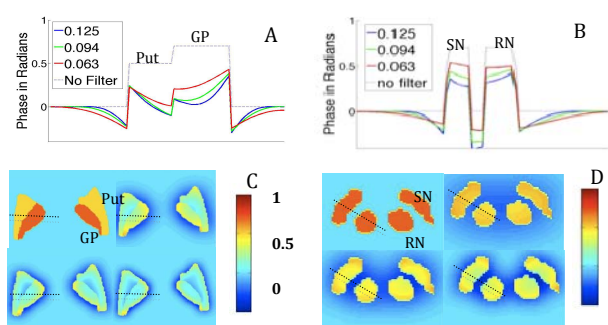 Phase in Radians
1
0.5
0
0.125
0.094
0.063
No Filter
Put
GP
A
Phase in Radians
1
0.5
0
0.125
0.094
0.063
no filter
SN
RN
B
Put
GP
C
1
0.5
0
SN
RN
D